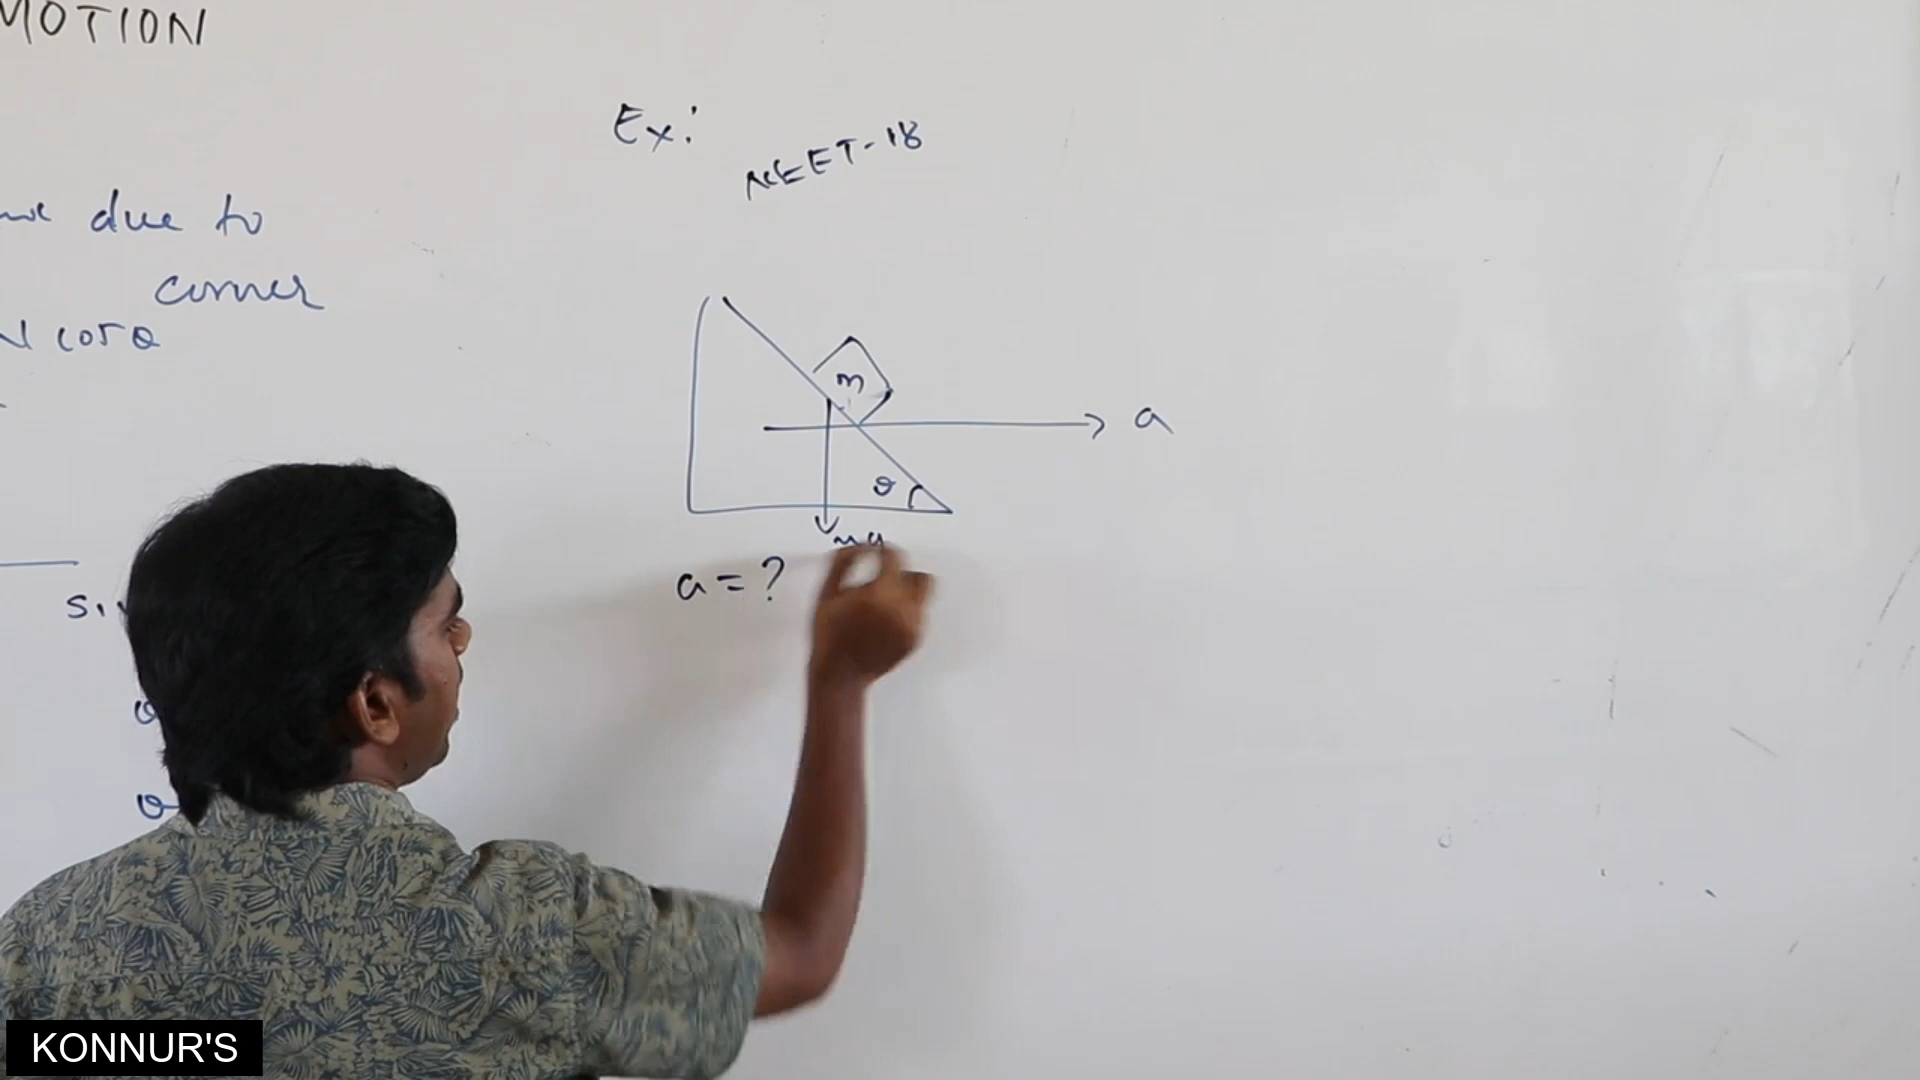 MOTION
Ex:
NEET-18
due to
corner
cosθ
m
a
θ
mg
a = ?
θ
θ
KONNUR'S